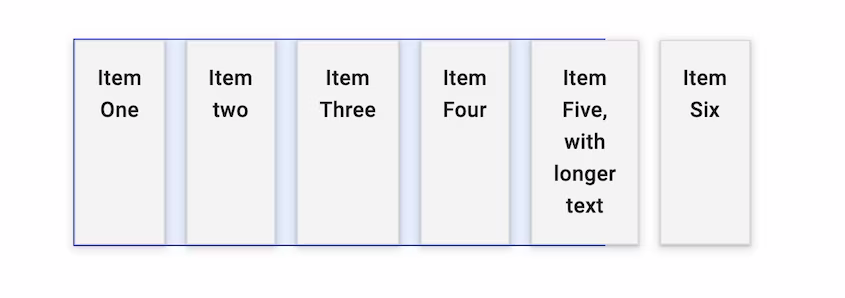 Item
One
Item
two
Item
Three
Item
Four
Item
Five,
with
longer
text
Item
Six